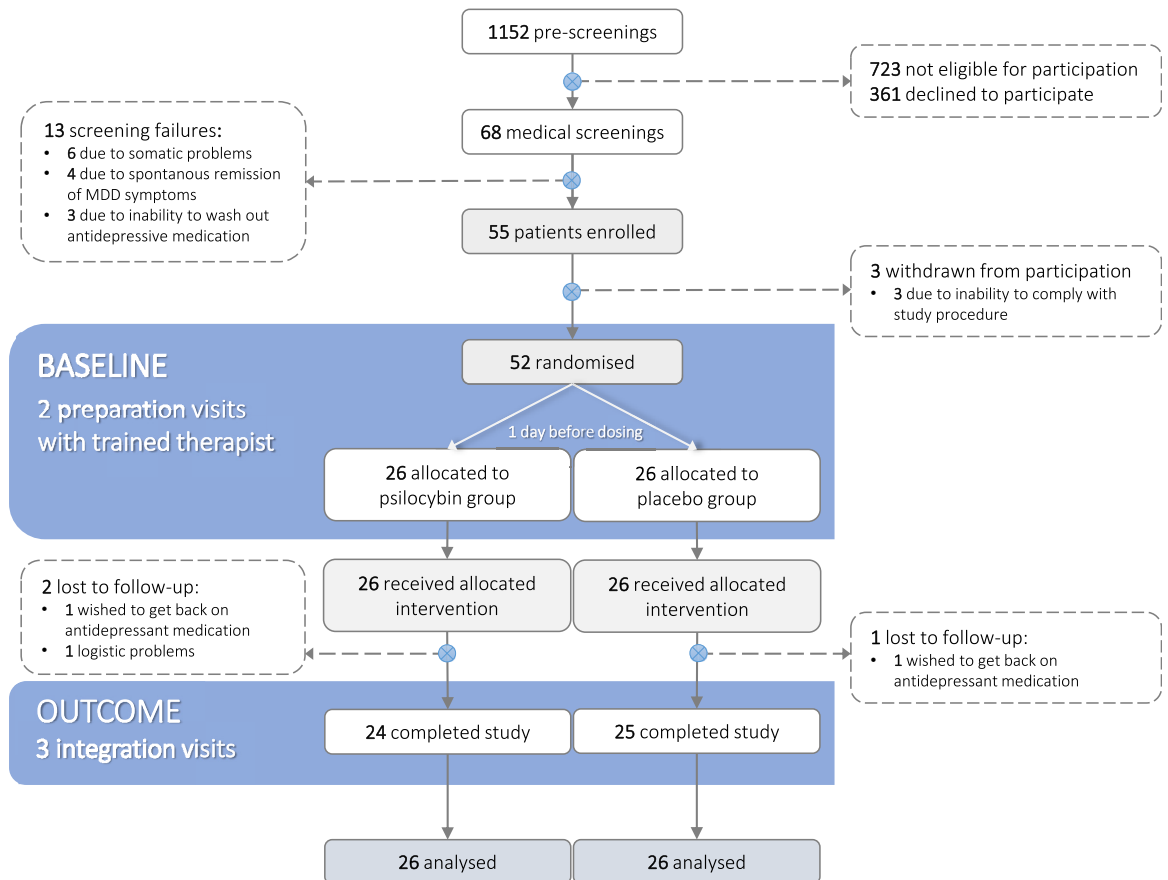 1152 pre-screenings
723 not eligible for participation
361 declined to participate
13 screening failures:
• 6 due to somatic problems
• 4 due to spontanous remission
of MDD symptoms
• 3 due to inability to wash out
antidepressive medication
68 medical screenings
55 patients enrolled
3 withdrawn from participation
• 3 due to inability to comply with
study procedure
BASELINE
2 preparation visits
with trained therapist
52 randomised
1 day before dosing
26 allocated to
psilocybin group
26 allocated to
placebo group
26 received allocated
intervention
26 received allocated
intervention
2 lost to follow-up:
• 1 wished to get back on
antidepressant medication
• 1 logistic problems
1 lost to follow-up:
• 1 wished to get back on
antidepressant medication
OUTCOME
3 integration visits
24 completed study
25 completed study
26 analysed
26 analysed